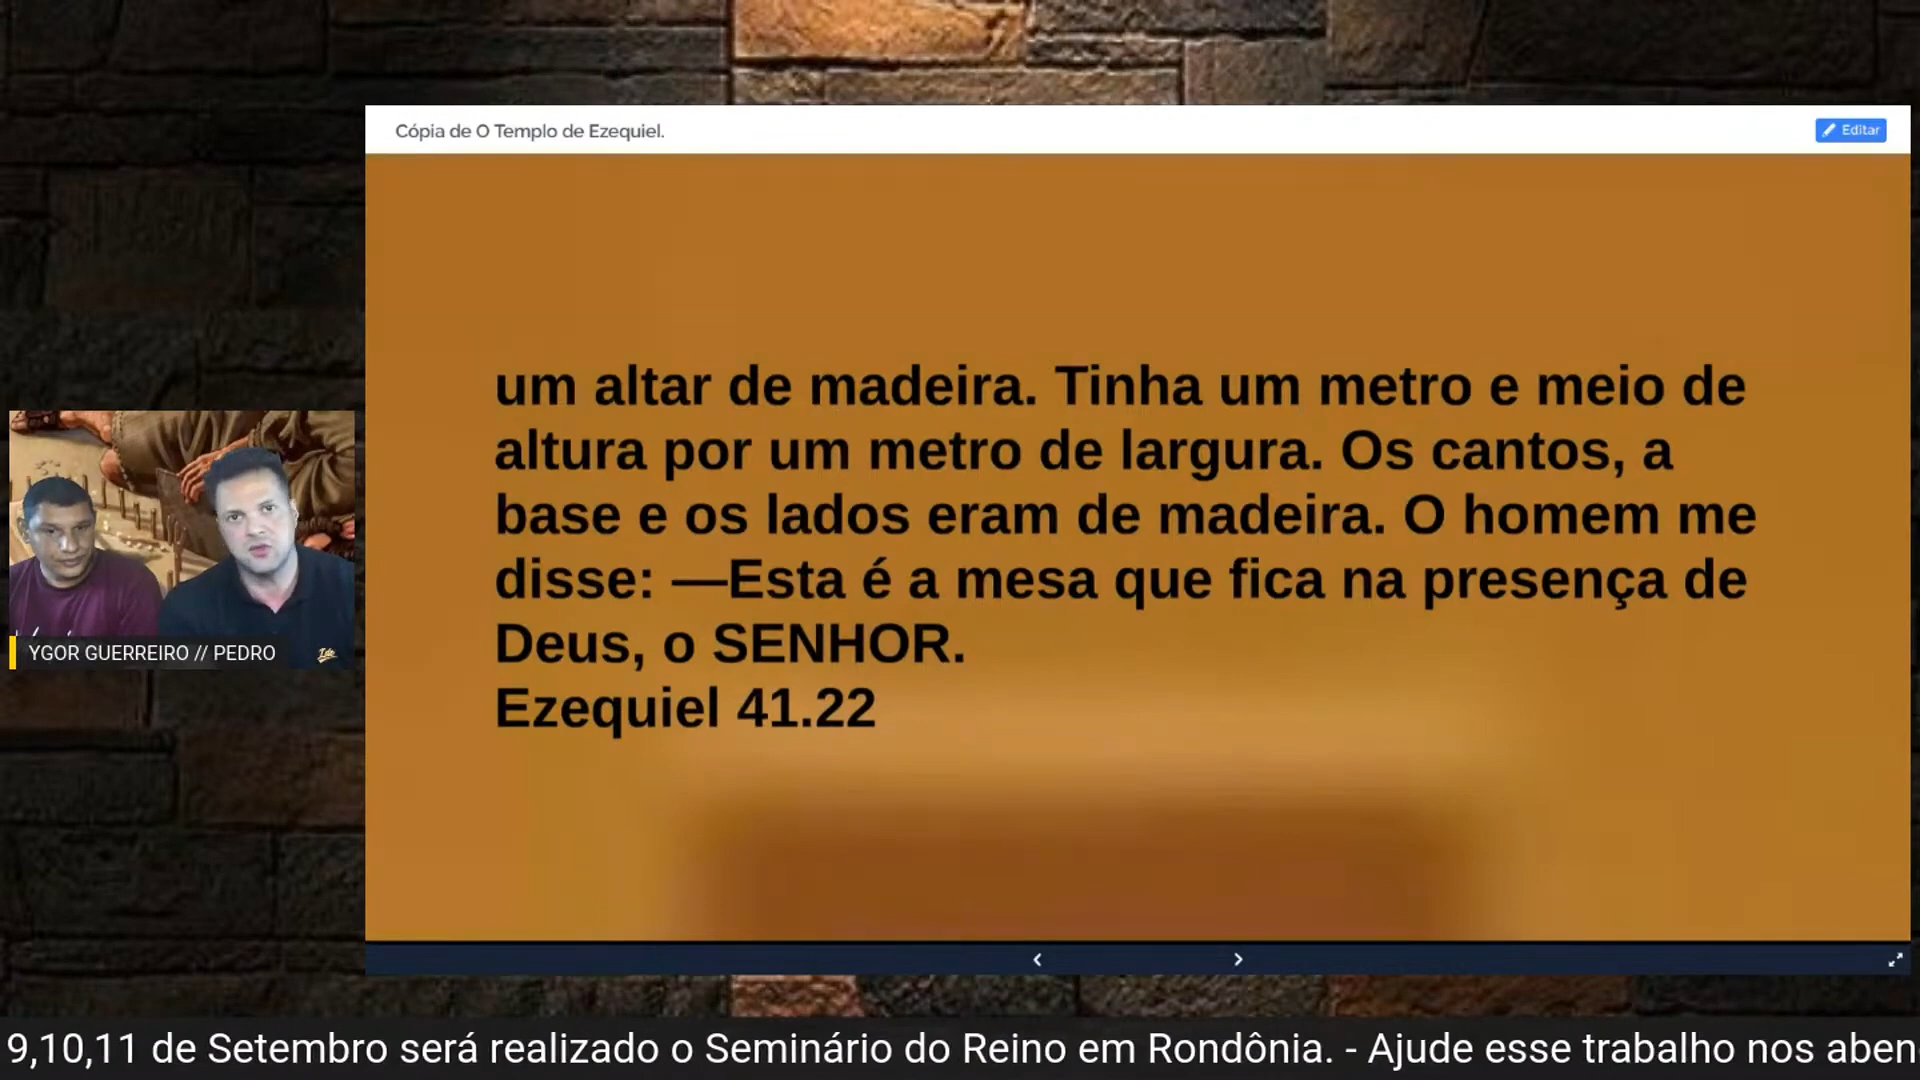 Cópia de O Templo de Ezequiel.
Editar
um altar de madeira. Tinha um metro e meio de
altura por um metro de largura. Os cantos, a
base e os lados eram de madeira. O homem me
disse: —Esta é a mesa que fica na presença de
Deus, o SENHOR.
Ezequiel 41.22
YGOR GUERREIRO // PEDRO
9,10,11 de Setembro será realizado o Seminário do Reino em Rondônia. - Ajude esse trabalho nos aben